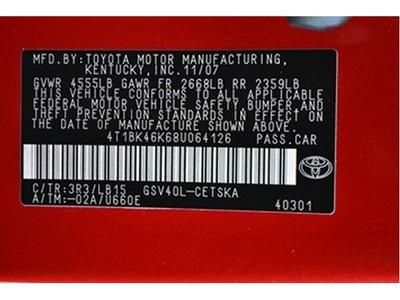 MFD.BY:TOYOTA MOTOR MANUFACTURING,
KENTUCKY,INC.11/07
GVWR 4555LB GAWR FR 2668LB RR 2359LB
THIS VEHICLE CONFORMS TO ALL APPLICABLE
FEDERAL MOTOR VEHICLE SAFETY,BUMPER,AND
THEFT PREVENTION STANDARDS IN EFFECT ON
THE DATE OF MANUFACTURE SHOWN ABOVE.
4T1BK46K68U064126 PASS.CAR
C/TR:3R3/LB15 GSV40L-CETSKA
A/TM:-02A/U660E
40301